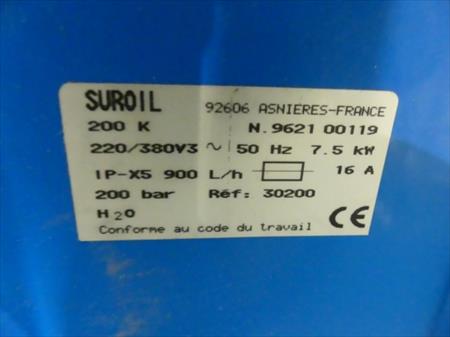 SUROIL 92606 ASNIERES-FRANCE
200 K N.9621 00119
220/380V3 ~ 50 Hz 7.5 kW
IP-X5 900 L/h 16 A
200 bar Réf: 30200
H2O
Conforme au code du travail CE